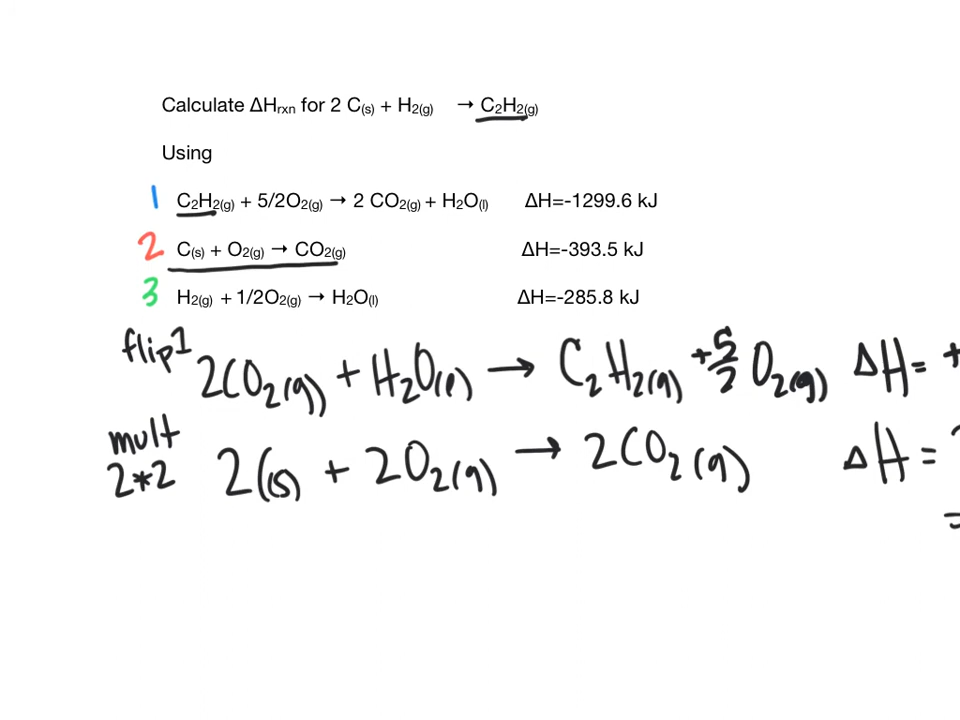 Calculate ΔHrxn for 2 C(s) + H2(g) → C2H2(g)
Using
1 C2H2(g) + 5/2O2(g) → 2 CO2(g) + H2O(l) ΔH=-1299.6 kJ
2 C(s) + O2(g) → CO2(g) ΔH=-393.5 kJ
3 H2(g) + 1/2O2(g) → H2O(l) ΔH=-285.8 kJ
flip1 2CO2(g) + H2O(l) → C2H2(g) + 5/2 O2(g) ΔH= +
mult
2*2 2C(s) + 2O2(g) → 2CO2(g) ΔH =
=